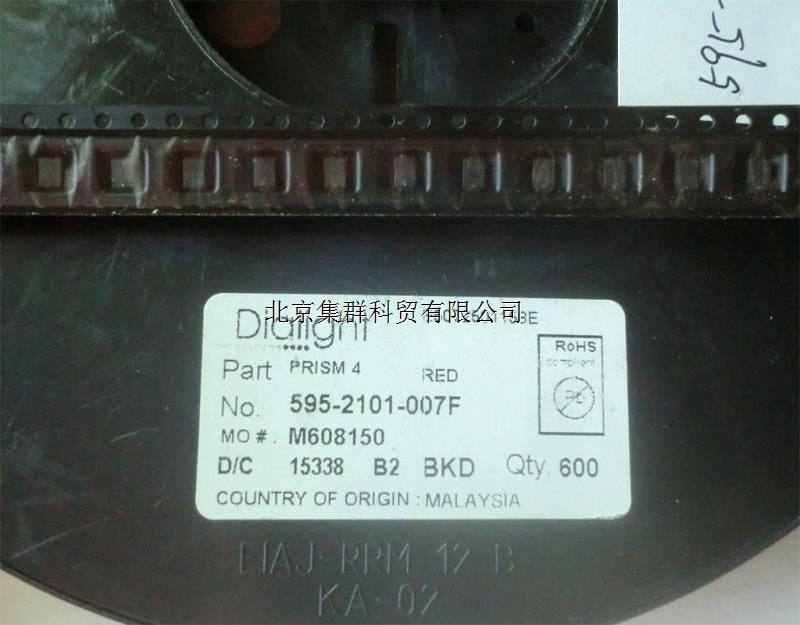 595-
北京集群科贸有限公司
Dialight
RoHS
compliant
Pb
Part PRISM 4 RED
No. 595-2101-007F
MO #: M608150
D/C 15338 B2 BKD Qty. 600
COUNTRY OF ORIGIN : MALAYSIA
EIAJ-RRM 12 B
KA-02